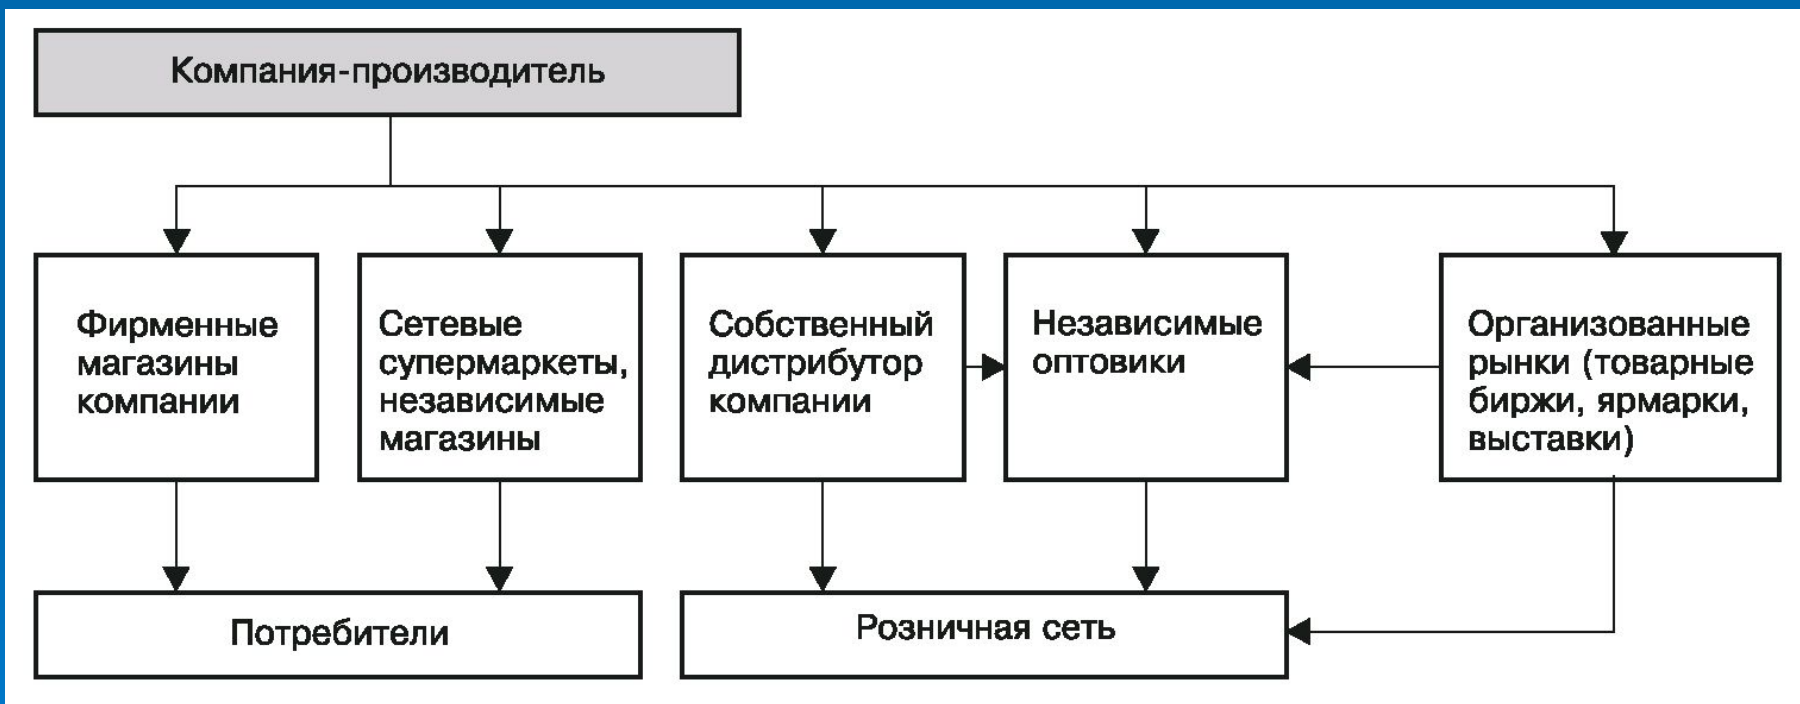 Компания-производитель
Фирменные
магазины
компании
Сетевые
супермаркеты,
независимые
магазины
Собственный
дистрибутор
компании
Независимые
оптовики
Организованные
рынки (товарные
биржи, ярмарки,
выставки)
Потребители
Розничная сеть